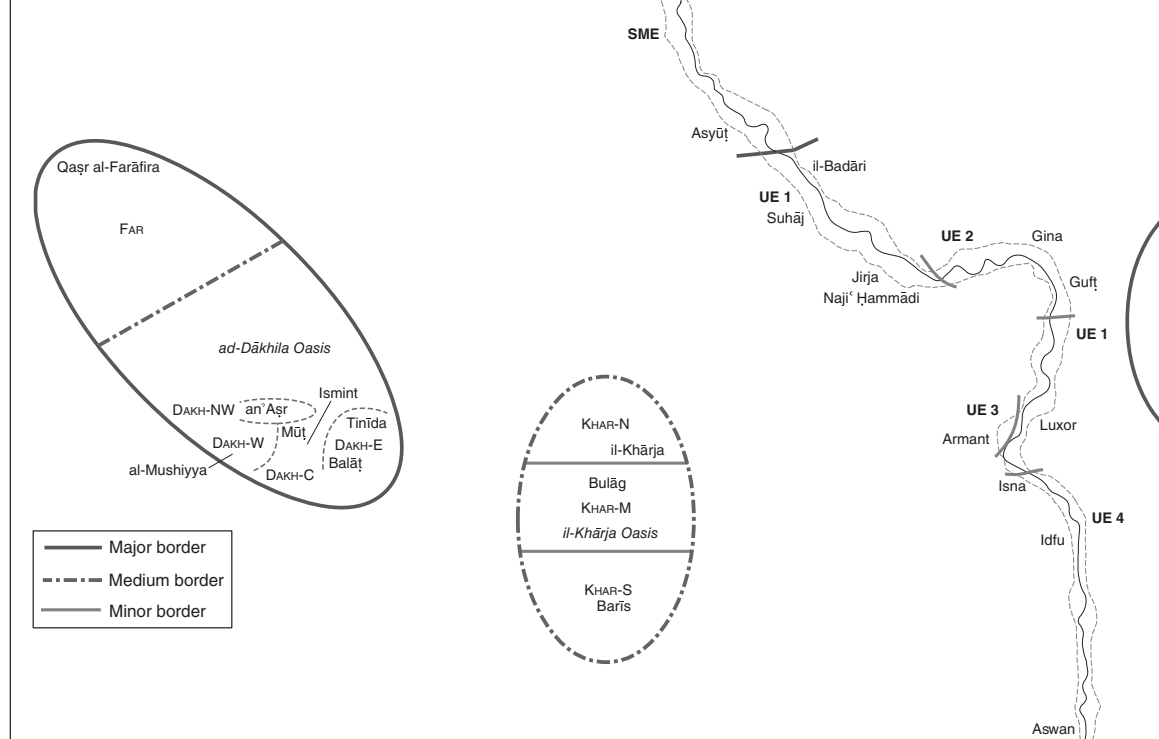 SME
Asyūṭ
il-Badāri
Qaṣr al-Farāfira
UE 1
Suhāj
FAR
UE 2
Gina
Jirja
Najiʿ Ḥammādi
Gufṭ
UE 1
ad-Dākhila Oasis
Ismint
DAKH-NW
anʾAṣr
Tinīda
Mūṭ
DAKH-W
DAKH-E
al-Mushiyya
Balāṭ
DAKH-C
KHAR-N
il-Khārja
Bulāg
KHAR-M
il-Khārja Oasis
KHAR-S
Barīs
UE 3
Armant
Luxor
Isna
UE 4
Idfu
Aswan
Major border
Medium border
Minor border